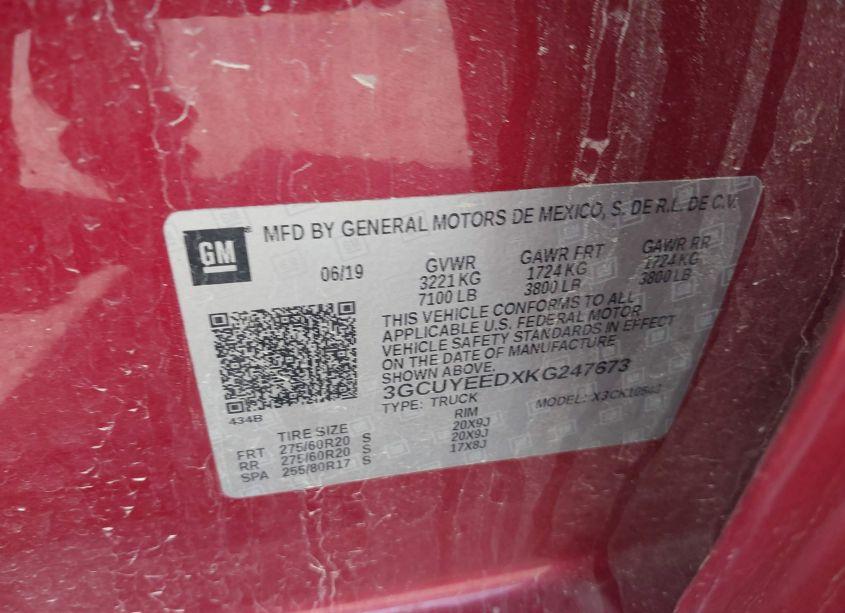 GM ® MFD BY GENERAL MOTORS DE MEXICO, S. DE R.L. DE C.V.
06/19 GVWR GAWR FRT GAWR RR
3221 KG 1724 KG 1724 KG
7100 LB 3800 LB 3800 LB
THIS VEHICLE CONFORMS TO ALL
APPLICABLE U.S. FEDERAL MOTOR
VEHICLE SAFETY STANDARDS IN EFFECT
ON THE DATE OF MANUFACTURE
SHOWN ABOVE.
3GCUYEEDXKG247673
434B TYPE: TRUCK MODEL:
TIRE SIZE RIM
FRT 275/60R20 S 20X9J
RR 275/60R20 S 20X9J
SPA 255/80R17 S 17X8J